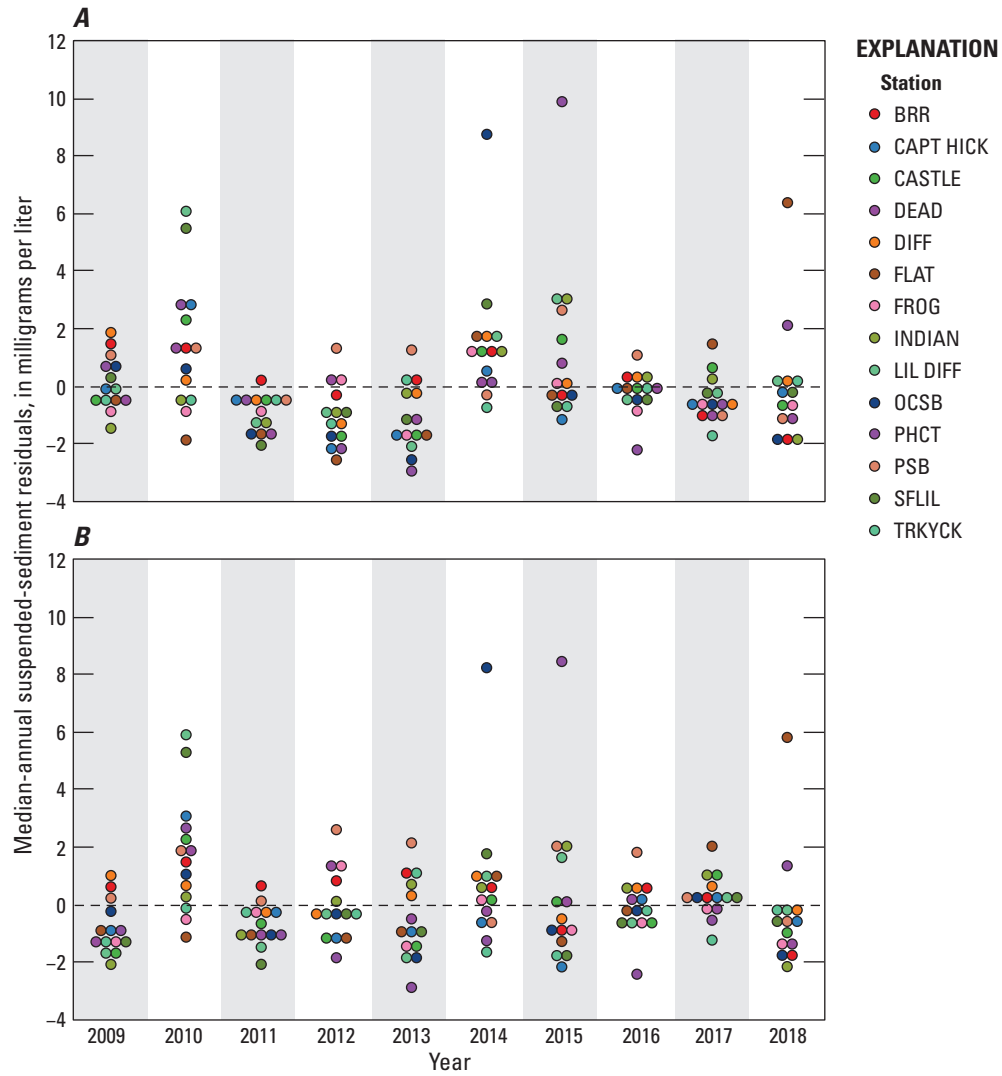 A
12
10
8
6
4
2
0
−2
−4
B
12
10
8
6
4
2
0
−2
−4
2009 2010 2011 2012 2013 2014 2015 2016 2017 2018
Year
Median-annual suspended-sediment residuals, in milligrams per liter
EXPLANATION
Station
BRR
CAPT HICK
CASTLE
DEAD
DIFF
FLAT
FROG
INDIAN
LIL DIFF
OCSB
PHCT
PSB
SFLIL
TRKYCK